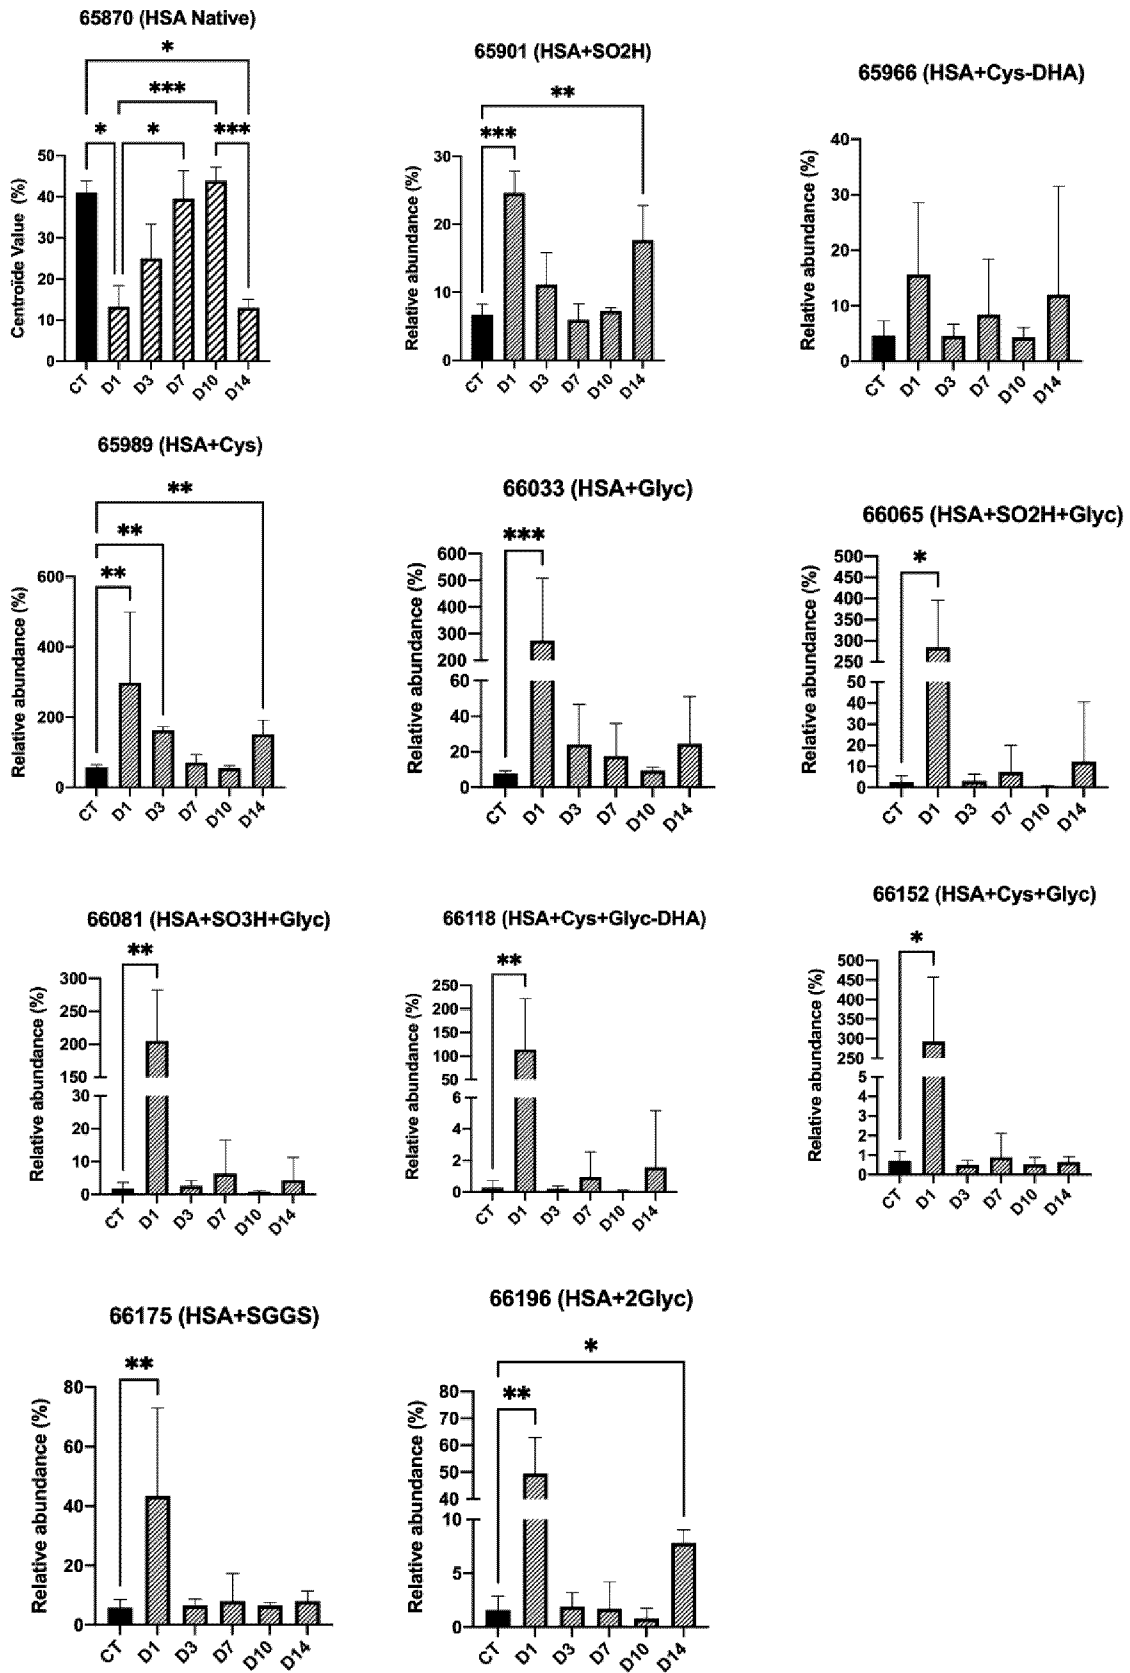 65870 (HSA Native)
*
***
* * ***
Centroïde Value (%)
50
40
30
20
10
0
CT D1 D3 D7 D10 D14
65901 (HSA+SO2H)
**
***
Relative abundance (%)
30
20
10
0
CT D1 D3 D7 D10 D14
65966 (HSA+Cys-DHA)
Relative abundance (%)
40
30
20
10
0
CT D1 D3 D7 D10 D14
65989 (HSA+Cys)
**
**
**
Relative abundance (%)
600
400
200
0
CT D1 D3 D7 D10 D14
66033 (HSA+Glyc)
***
Relative abundance (%)
600
500
400
300
200
60
40
20
0
CT D1 D3 D7 D10 D14
66065 (HSA+SO2H+Glyc)
*
Relative abundance (%)
500
450
400
350
300
250
50
40
30
20
10
0
CT D1 D3 D7 D10 D14
66081 (HSA+SO3H+Glyc)
**
Relative abundance (%)
300
250
200
150
30
20
10
0
CT D1 D3 D7 D10 D14
66118 (HSA+Cys+Glyc-DHA)
**
Relative abundance (%)
250
200
150
100
50
6
4
2
0
CT D1 D3 D7 D10 D14
66152 (HSA+Cys+Glyc)
*
Relative abundance (%)
500
450
400
350
300
250
5
4
3
2
1
0
CT D1 D3 D7 D10 D14
66175 (HSA+SGGS)
**
Relative abundance (%)
80
60
40
20
0
CT D1 D3 D7 D10 D14
66196 (HSA+2Glyc)
*
**
Relative abundance (%)
80
70
60
50
40
10
5
0
CT D1 D3 D7 D10 D14